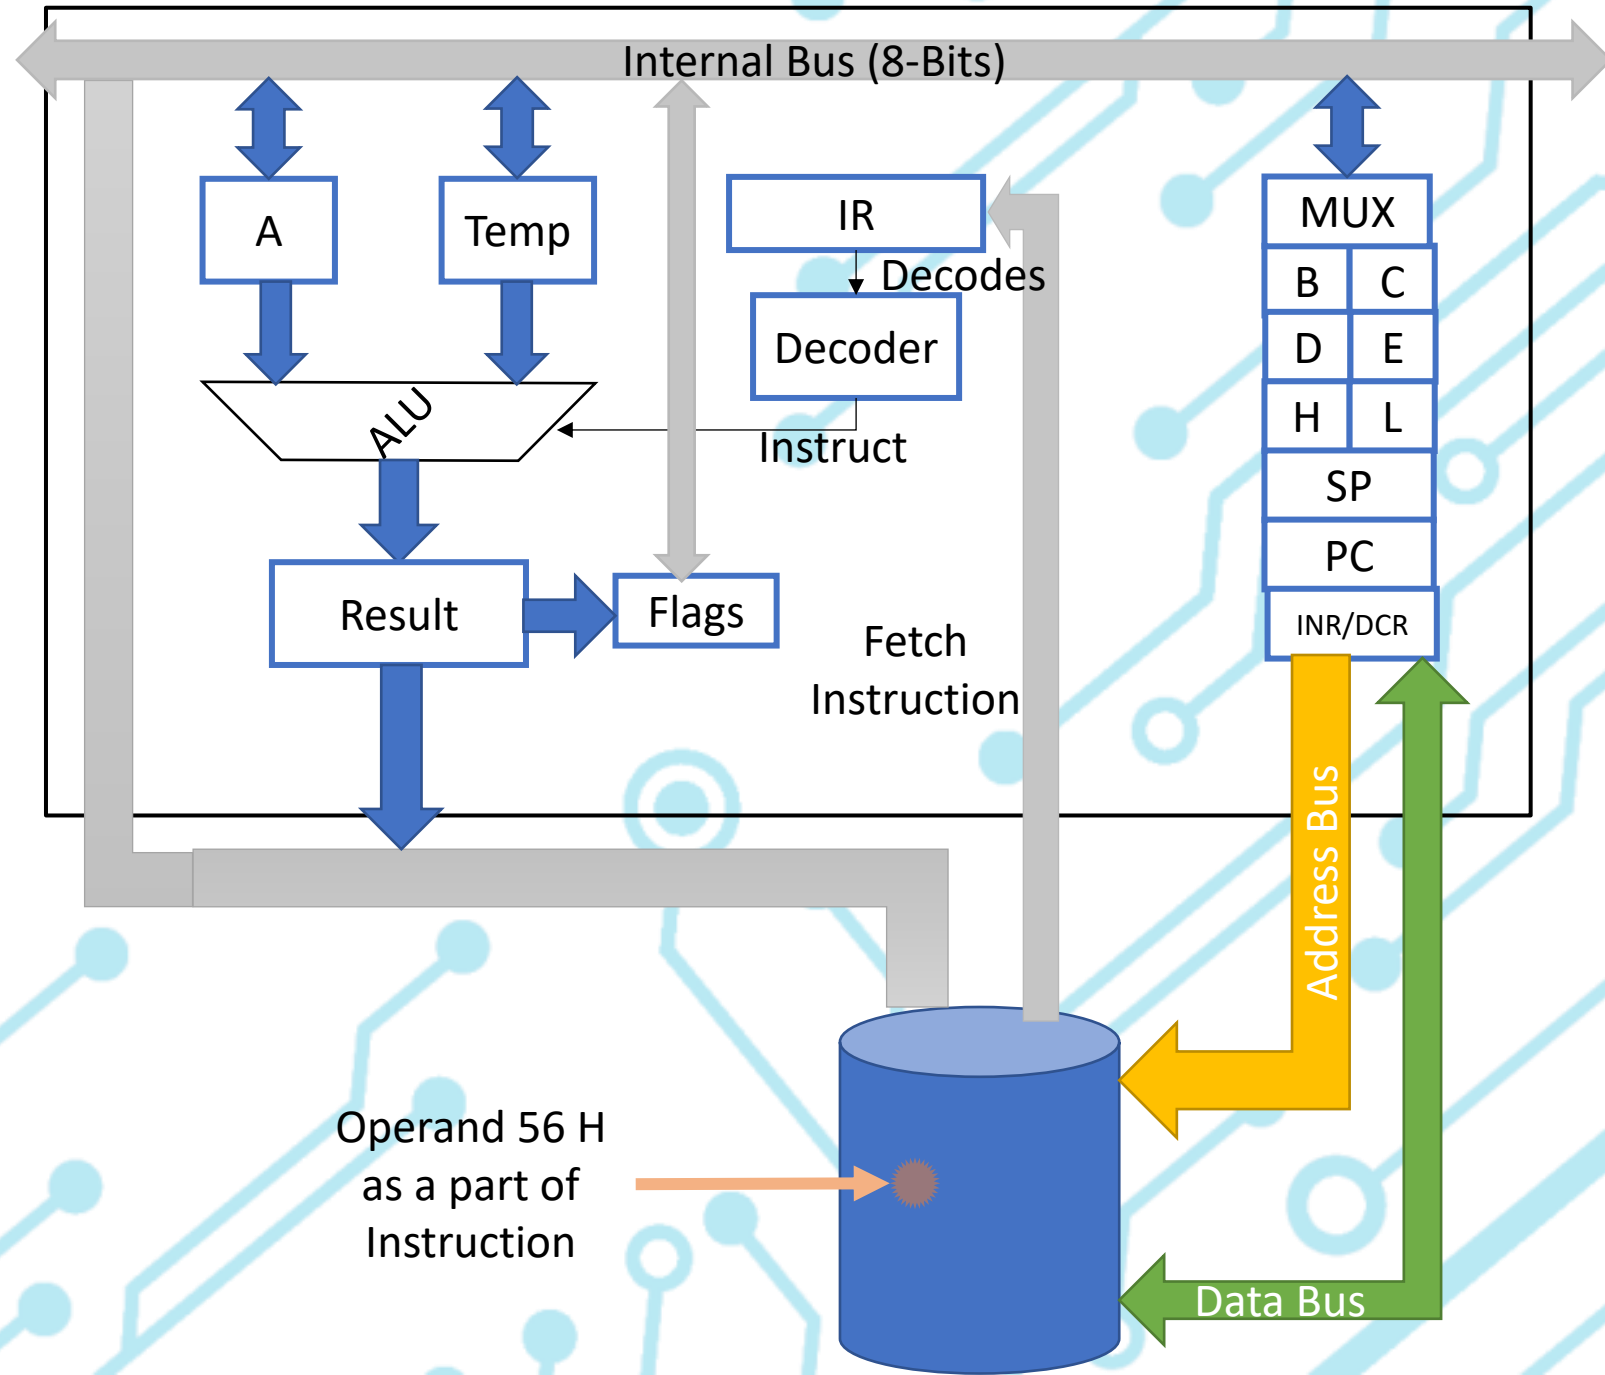 Internal Bus (8-Bits)
A
Temp
IR
MUX
Decodes
B
C
Decoder
D
E
ALU
H
L
Instruct
SP
PC
Result
Flags
INR/DCR
Fetch
Instruction
Address Bus
Operand 56 H
as a part of
Instruction
Data Bus